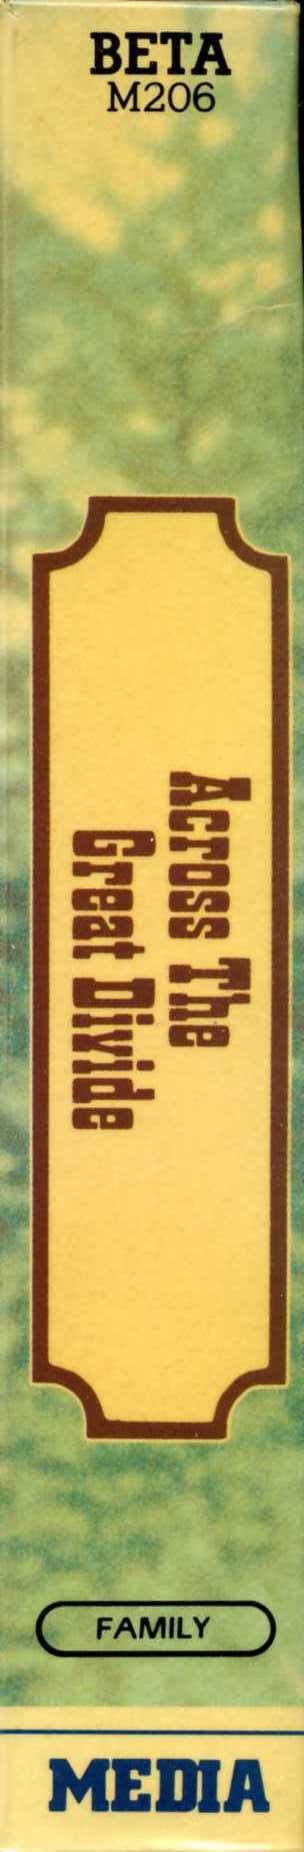 BETA
M206
Across The
Great Divide
FAMILY
MEDIA